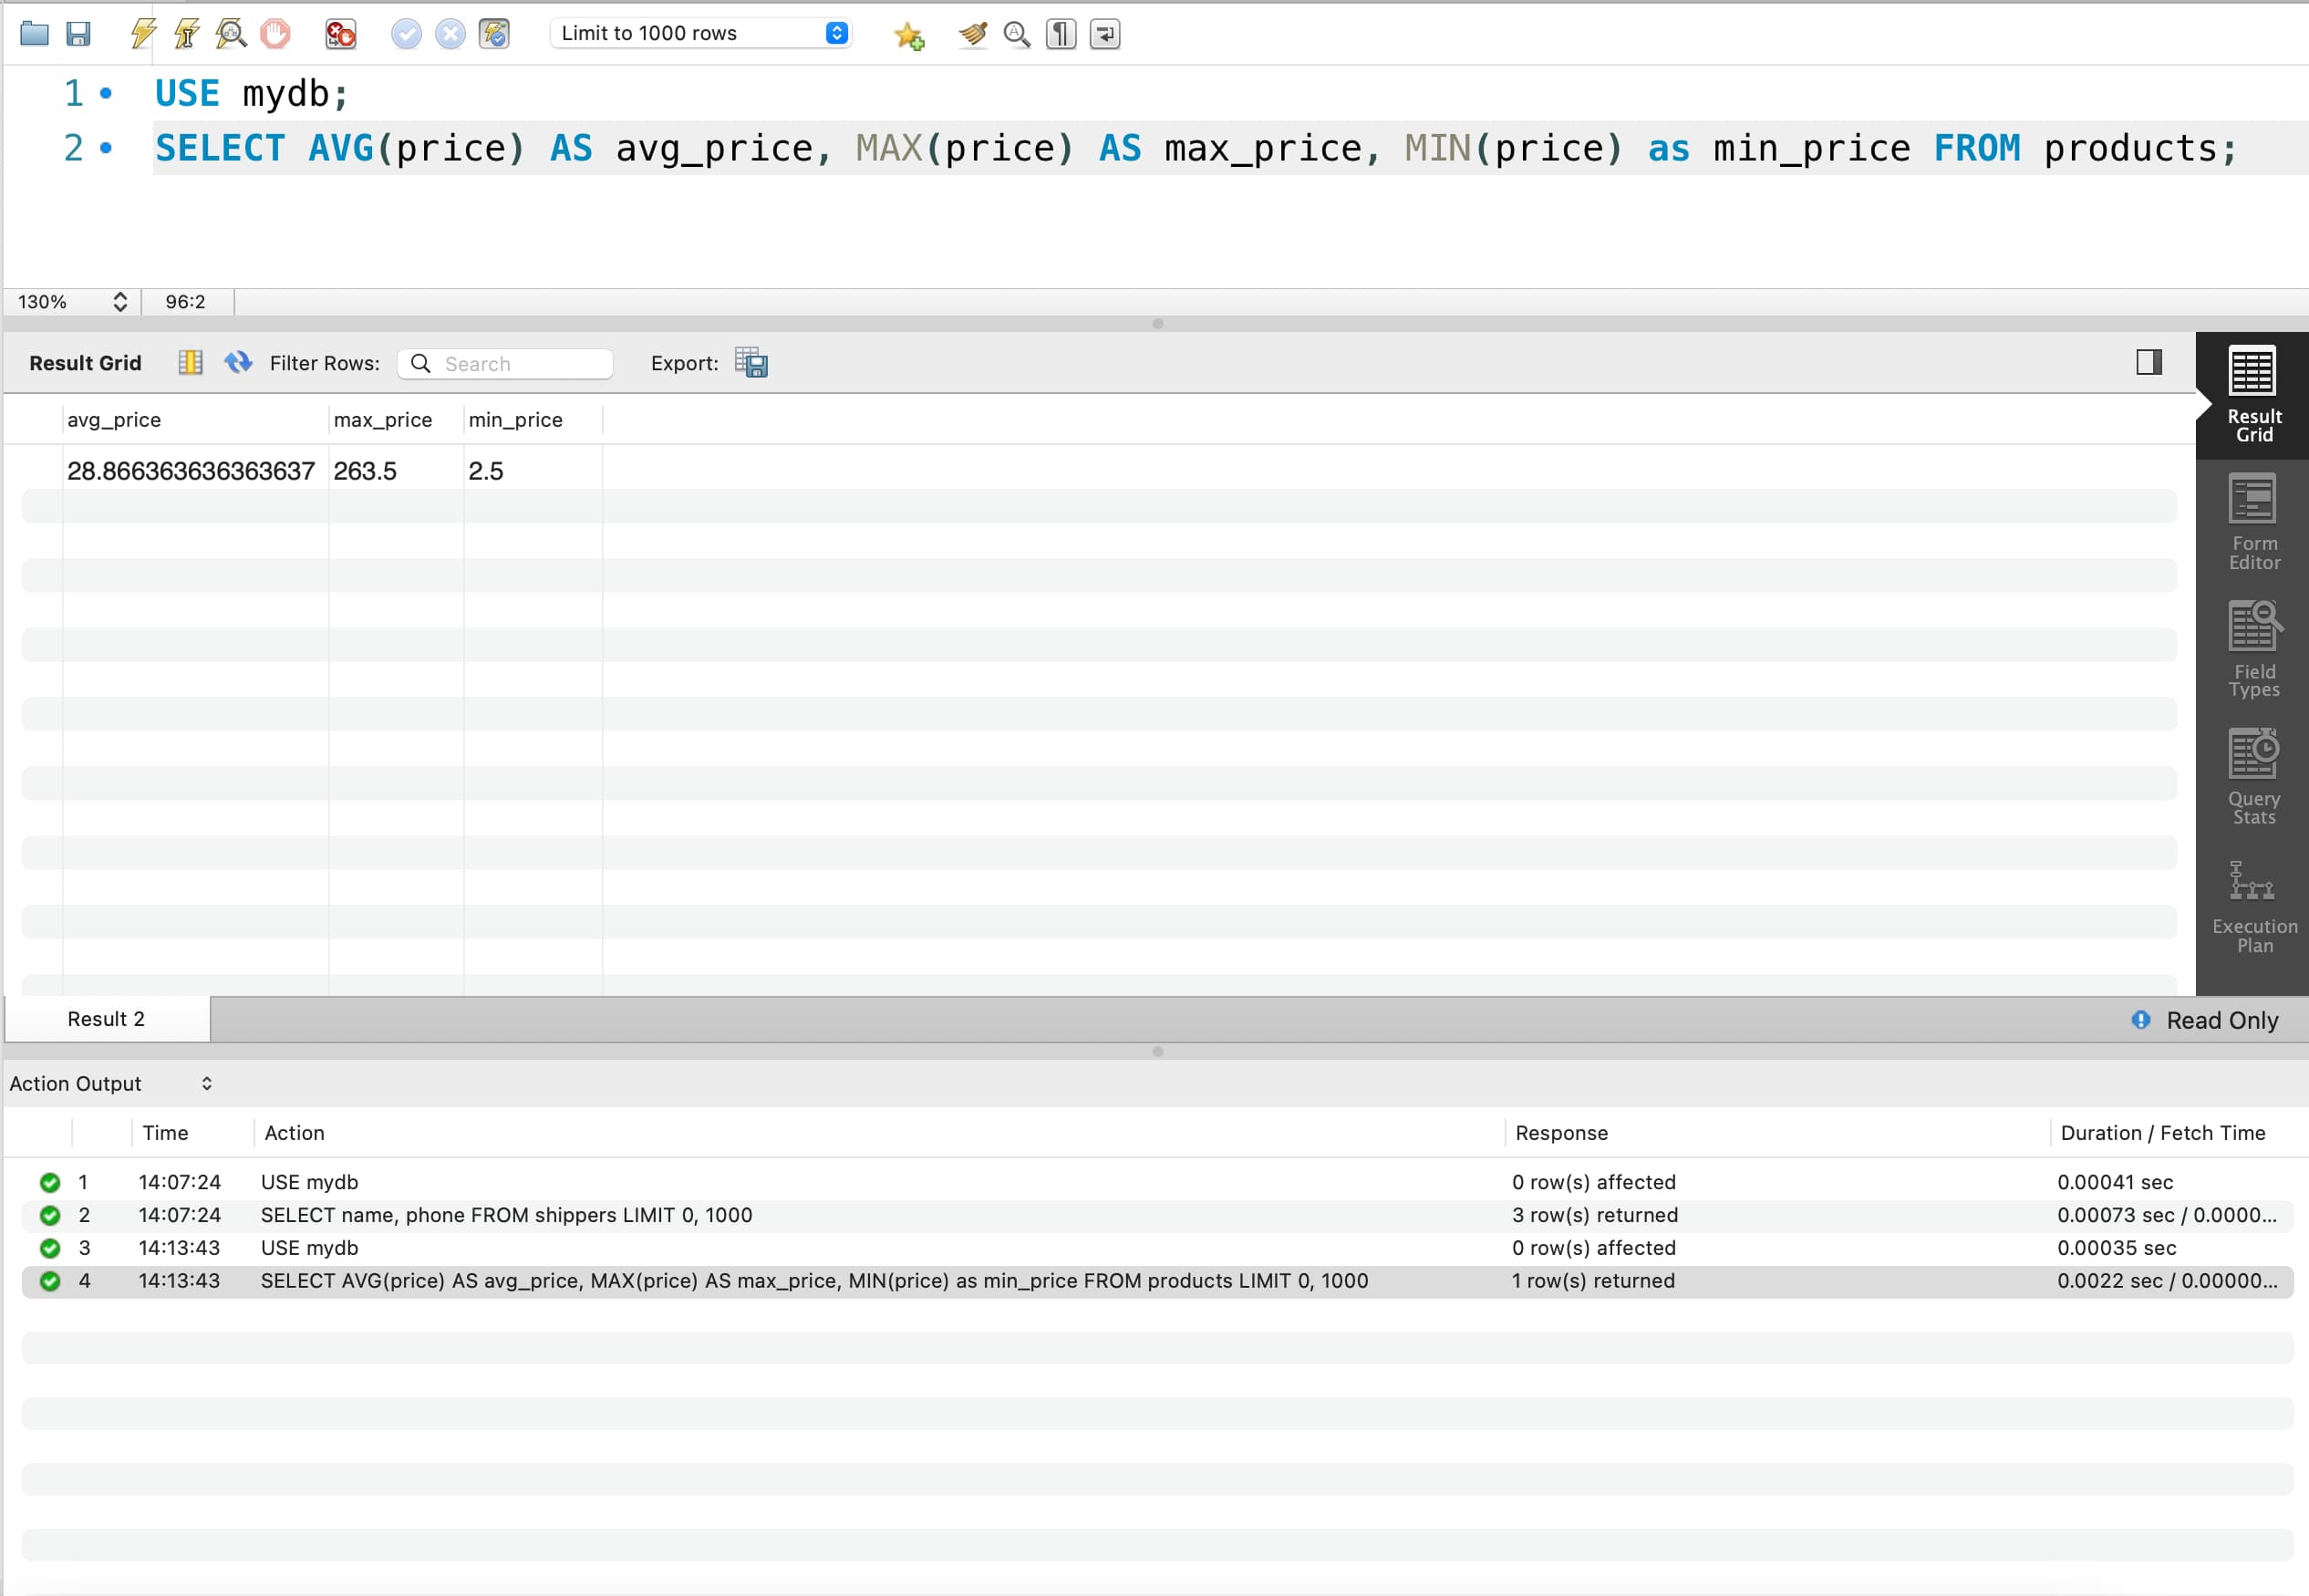 Limit to 1000 rows
1 USE mydb;
2 SELECT AVG(price) AS avg_price, MAX(price) AS max_price, MIN(price) as min_price FROM products;
130% 96:2
Result Grid Filter Rows: Search Export:
avg_price max_price min_price
28.866363636363637 263.5 2.5
Result
Grid
Form
Editor
Field
Types
Query
Stats
Execution
Plan
Result 2 Read Only
Action Output
Time Action Response Duration / Fetch Time
1 14:07:24 USE mydb 0 row(s) affected 0.00041 sec
2 14:07:24 SELECT name, phone FROM shippers LIMIT 0, 1000 3 row(s) returned 0.00073 sec / 0.0000...
3 14:13:43 USE mydb 0 row(s) affected 0.00035 sec
4 14:13:43 SELECT AVG(price) AS avg_price, MAX(price) AS max_price, MIN(price) as min_price FROM products LIMIT 0, 1000 1 row(s) returned 0.0022 sec / 0.00000...